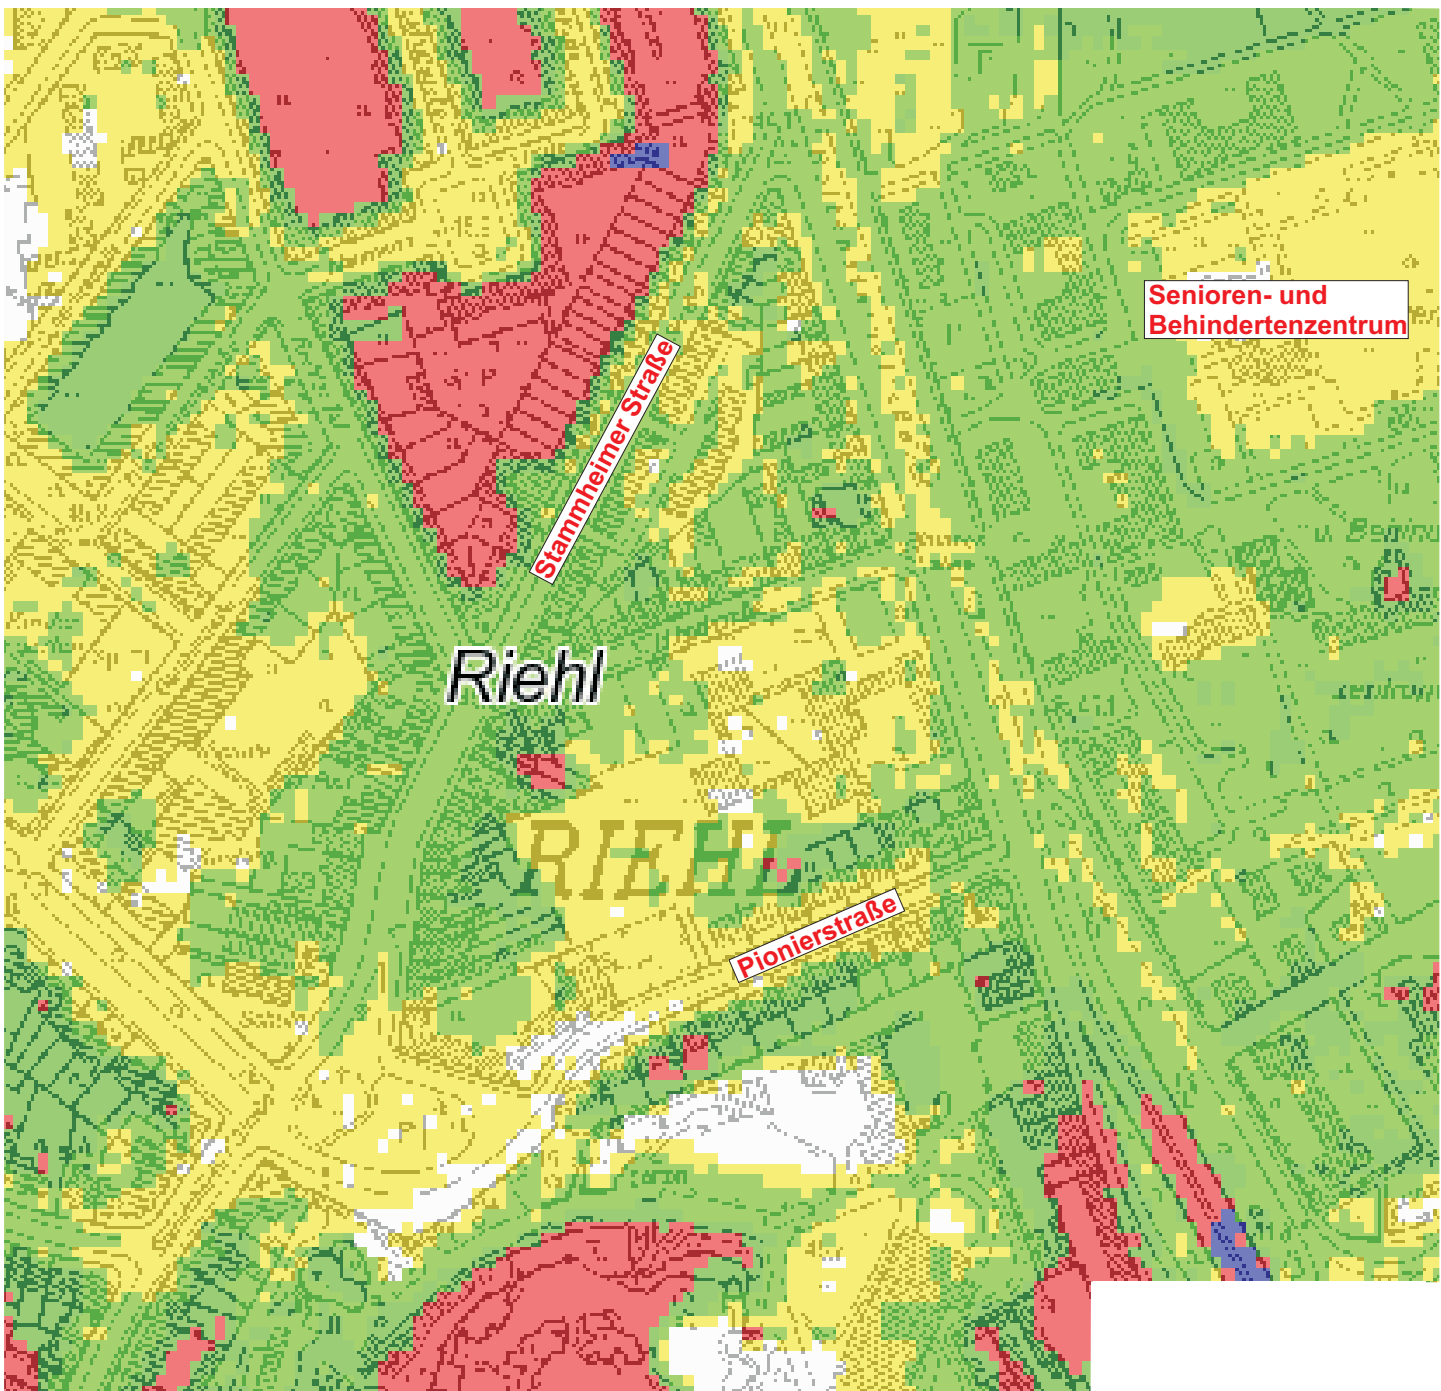 Senioren- und
Behindertenzentrum
Stammheimer Straße
Riehl
RIEHL
Pionierstraße